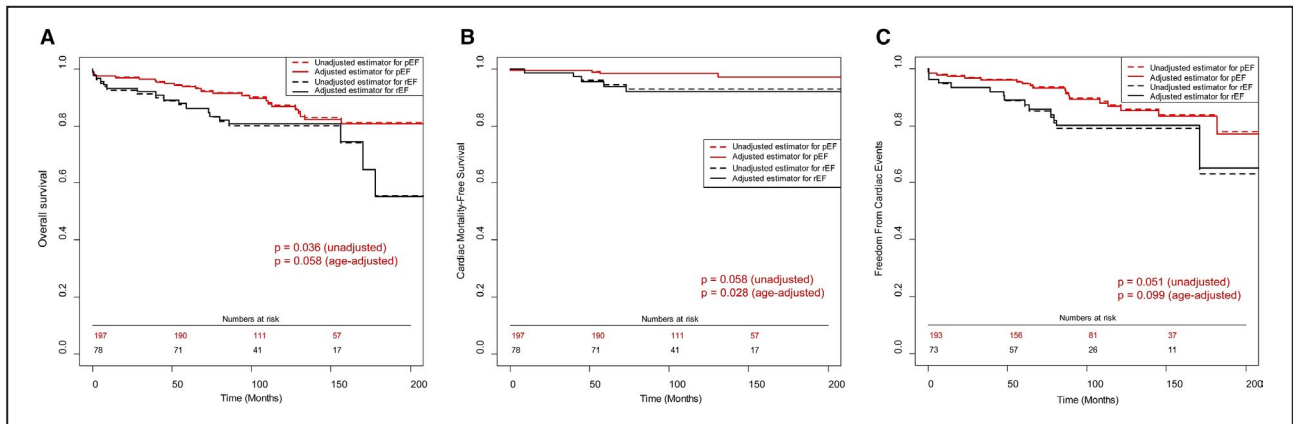 A
Overall survival
1.0
0.8
0.6
0.4
0.2
0.0
Unadjusted estimator for pEF
Adjusted estimator for pEF
Unadjusted estimator for rEF
Adjusted estimator for rEF
p = 0.036 (unadjusted)
p = 0.058 (age-adjusted)
Numbers at risk
197 190 111 57
78 71 41 17
0 50 100 150 200
Time (Months)
B
Cardiac Mortality-Free Survival
1.0
0.8
0.6
0.4
0.2
0.0
Unadjusted estimator for pEF
Adjusted estimator for pEF
Unadjusted estimator for rEF
Adjusted estimator for rEF
p = 0.058 (unadjusted)
p = 0.028 (age-adjusted)
Numbers at risk
197 190 111 57
78 71 41 17
0 50 100 150 200
Time (Months)
C
Freedom From Cardiac Events
1.0
0.8
0.6
0.4
0.2
0.0
Unadjusted estimator for pEF
Adjusted estimator for pEF
Unadjusted estimator for rEF
Adjusted estimator for rEF
p = 0.051 (unadjusted)
p = 0.099 (age-adjusted)
Numbers at risk
193 156 81 37
73 57 26 11
0 50 100 150 200
Time (Months)